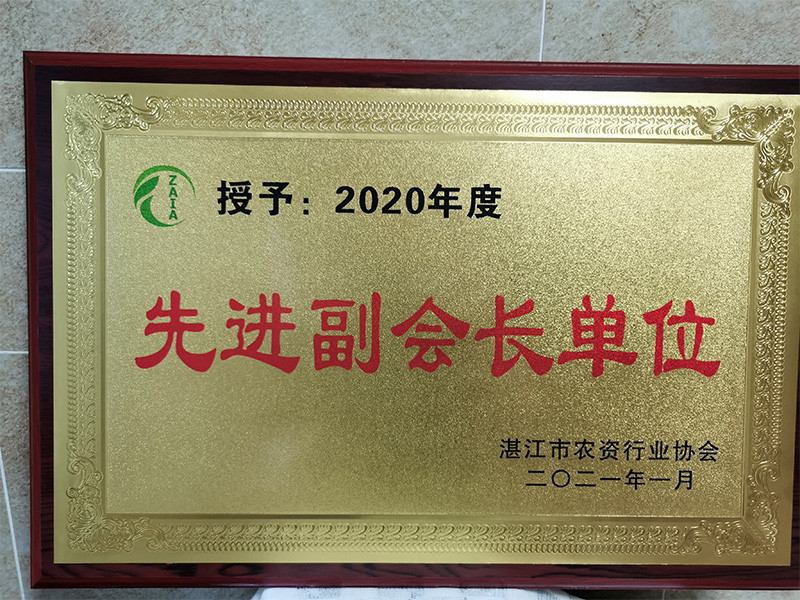 ZAIA
授予：2020年度
先进副会长单位
湛江市农资行业协会
二〇二一年一月